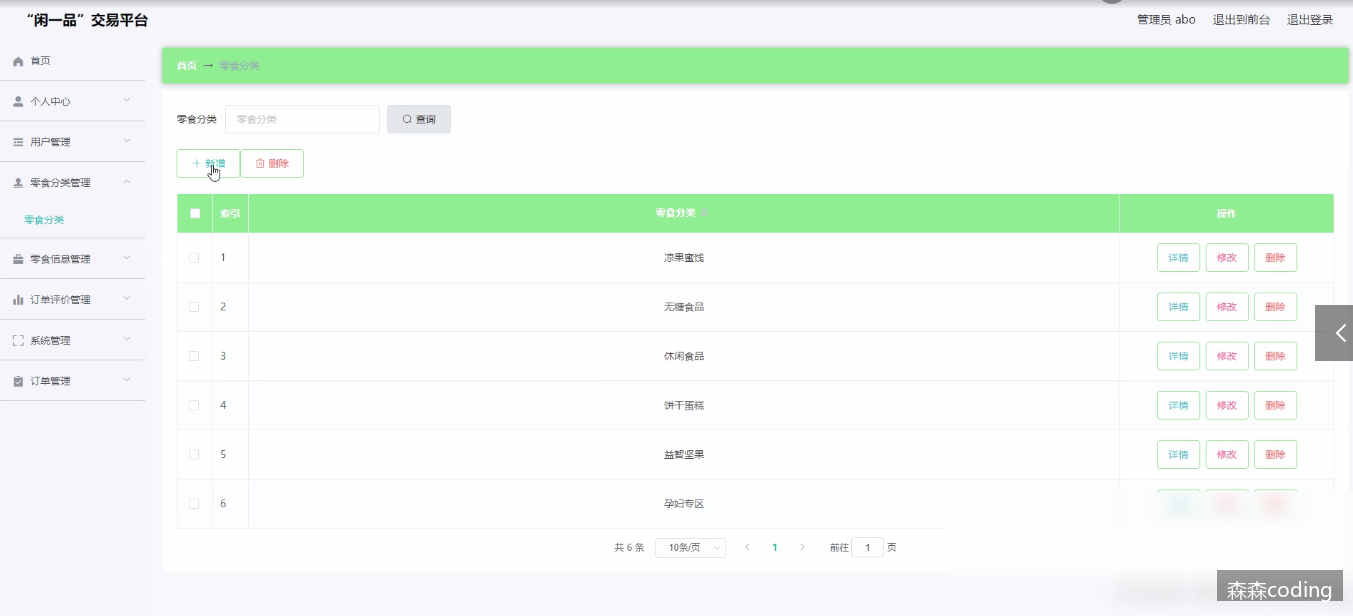 “闲一品”交易平台
管理员 abo 退出到前台 退出登录
首页
个人中心
用户管理
零食分类管理
零食分类
零食信息管理
订单评价管理
系统管理
订单管理
首页 → 零食分类
零食分类 零食分类 查询
新增 删除
索引 零食分类 操作
1 凉果蜜饯 详情 修改 删除
2 无糖食品 详情 修改 删除
3 休闲食品 详情 修改 删除
4 饼干蛋糕 详情 修改 删除
5 益智坚果 详情 修改 删除
6 孕妇专区
共 6 条 10条/页 1 前往 1 页
森森coding